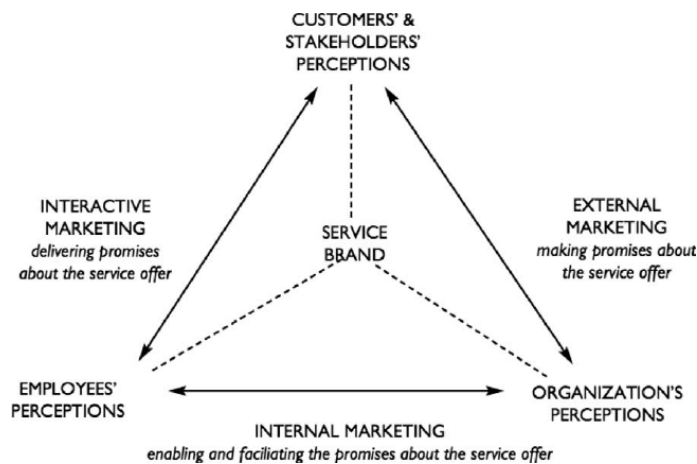 CUSTOMERS' &
STAKEHOLDERS'
PERCEPTIONS
INTERACTIVE
MARKETING
delivering promises
about the service offer
EXTERNAL
MARKETING
making promises about
the service offer
SERVICE
BRAND
EMPLOYEES'
PERCEPTIONS
ORGANIZATION'S
PERCEPTIONS
INTERNAL MARKETING
enabling and faciliating the promises about the service offer